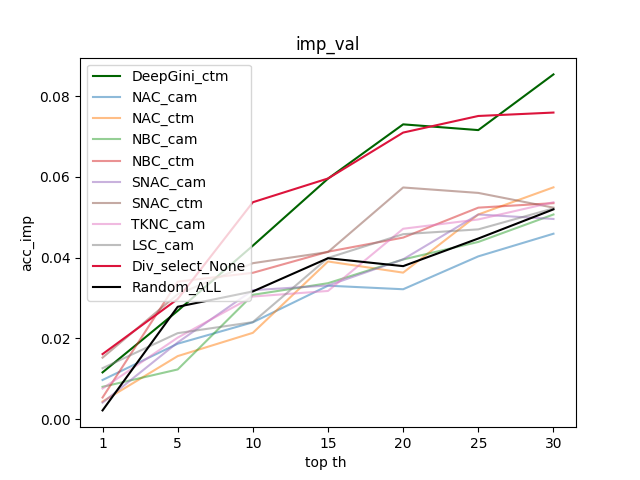 imp_val
0.08
0.06
0.04
0.02
0.00
acc_imp
DeepGini_ctm
NAC_cam
NAC_ctm
NBC_cam
NBC_ctm
SNAC_cam
SNAC_ctm
TKNC_cam
LSC_cam
Div_select_None
Random_ALL
1 5 10 15 20 25 30
top th